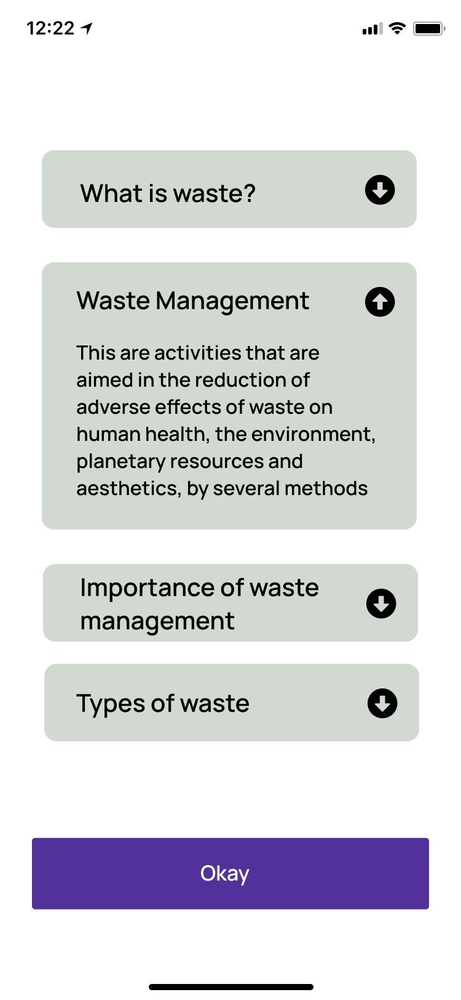 12:22
What is waste?
Waste Management
This are activities that are
aimed in the reduction of
adverse effects of waste on
human health, the environment,
planetary resources and
aesthetics, by several methods
Importance of waste
management
Types of waste
Okay